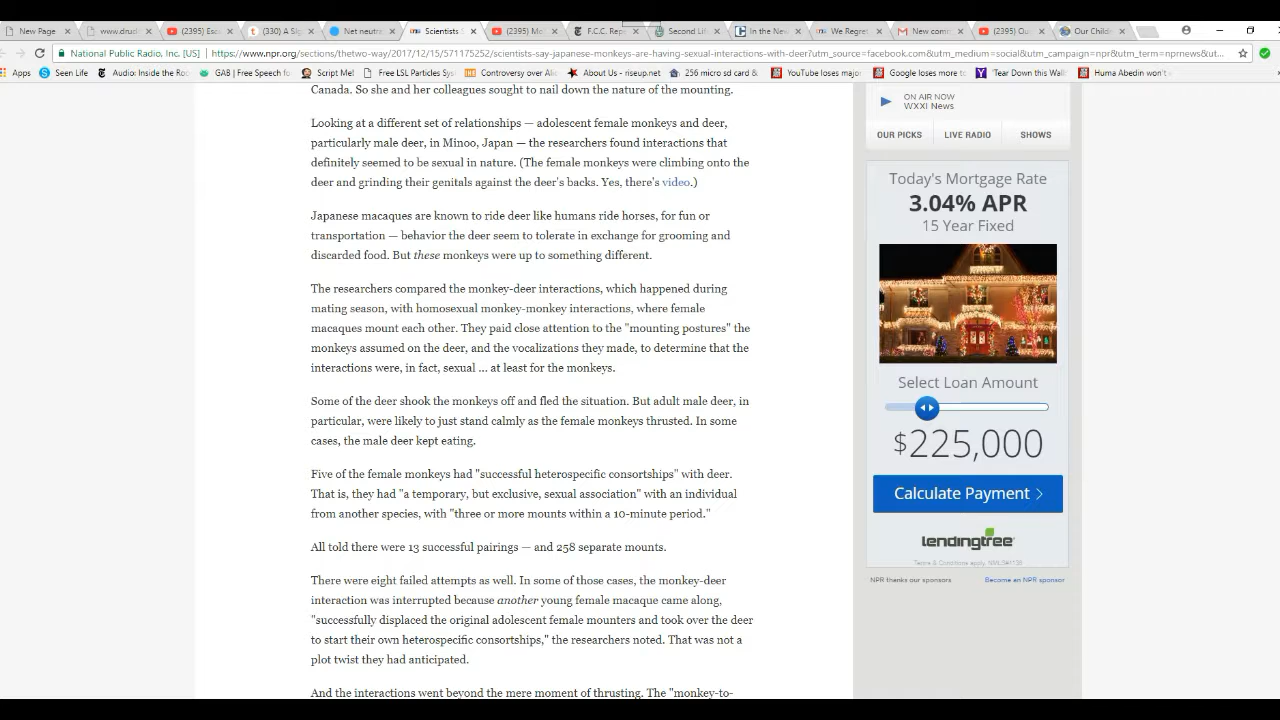 New Page
www.drud
(2395) Esc
(330) A Si
Net neutra
Scientists
(2395) Mo
F.C.C. Repe
Second Life
In the New
We Regret
New comm
(2395) Qu
Our Childr
National Public Radio, Inc. [US]
https://www.npr.org/sections/thetwo-way/2017/12/15/571175252/scientists-say-japanese-monkeys-are-having-sexual-interactions-with-deer?utm_source=facebook.com&utm_medium=social&utm_campaign=npr&utm_term=nprnews&ut...
Apps
Seen Life
Audio: Inside the Ro
GAB | Free Speech fo
Script Me!
Free LSL Particles Sys
Controversy over Ale
About Us - riseup.net
256 micro sd card &
YouTube loses major
Google loses more to
'Tear Down this Wall
Huma Abedin won't
Canada. So she and her colleagues sought to nail down the nature of the mounting.
Looking at a different set of relationships — adolescent female monkeys and deer,
particularly male deer, in Minoo, Japan — the researchers found interactions that
definitely seemed to be sexual in nature. (The female monkeys were climbing onto the
deer and grinding their genitals against the deer's backs. Yes, there's video.)
Japanese macaques are known to ride deer like humans ride horses, for fun or
transportation — behavior the deer seem to tolerate in exchange for grooming and
discarded food. But these monkeys were up to something different.
The researchers compared the monkey-deer interactions, which happened during
mating season, with homosexual monkey-monkey interactions, where female
macaques mount each other. They paid close attention to the "mounting postures" the
monkeys assumed on the deer, and the vocalizations they made, to determine that the
interactions were, in fact, sexual ... at least for the monkeys.
Some of the deer shook the monkeys off and fled the situation. But adult male deer, in
particular, were likely to just stand calmly as the female monkeys thrusted. In some
cases, the male deer kept eating.
Five of the female monkeys had "successful heterospecific consortships" with deer.
That is, they had "a temporary, but exclusive, sexual association" with an individual
from another species, with "three or more mounts within a 10-minute period."
All told there were 13 successful pairings — and 258 separate mounts.
There were eight failed attempts as well. In some of those cases, the monkey-deer
interaction was interrupted because another young female macaque came along,
"successfully displaced the original adolescent female mounters and took over the deer
to start their own heterospecific consortships," the researchers noted. That was not a
plot twist they had anticipated.
And the interactions went beyond the mere moment of thrusting. The "monkey-to-
ON AIR NOW
WXXI News
OUR PICKS
LIVE RADIO
SHOWS
Today's Mortgage Rate
3.04% APR
15 Year Fixed
Select Loan Amount
$225,000
Calculate Payment
lendingtree
Terms & Conditions apply. NMLS#1136
NPR thanks our sponsors
Become an NPR sponsor